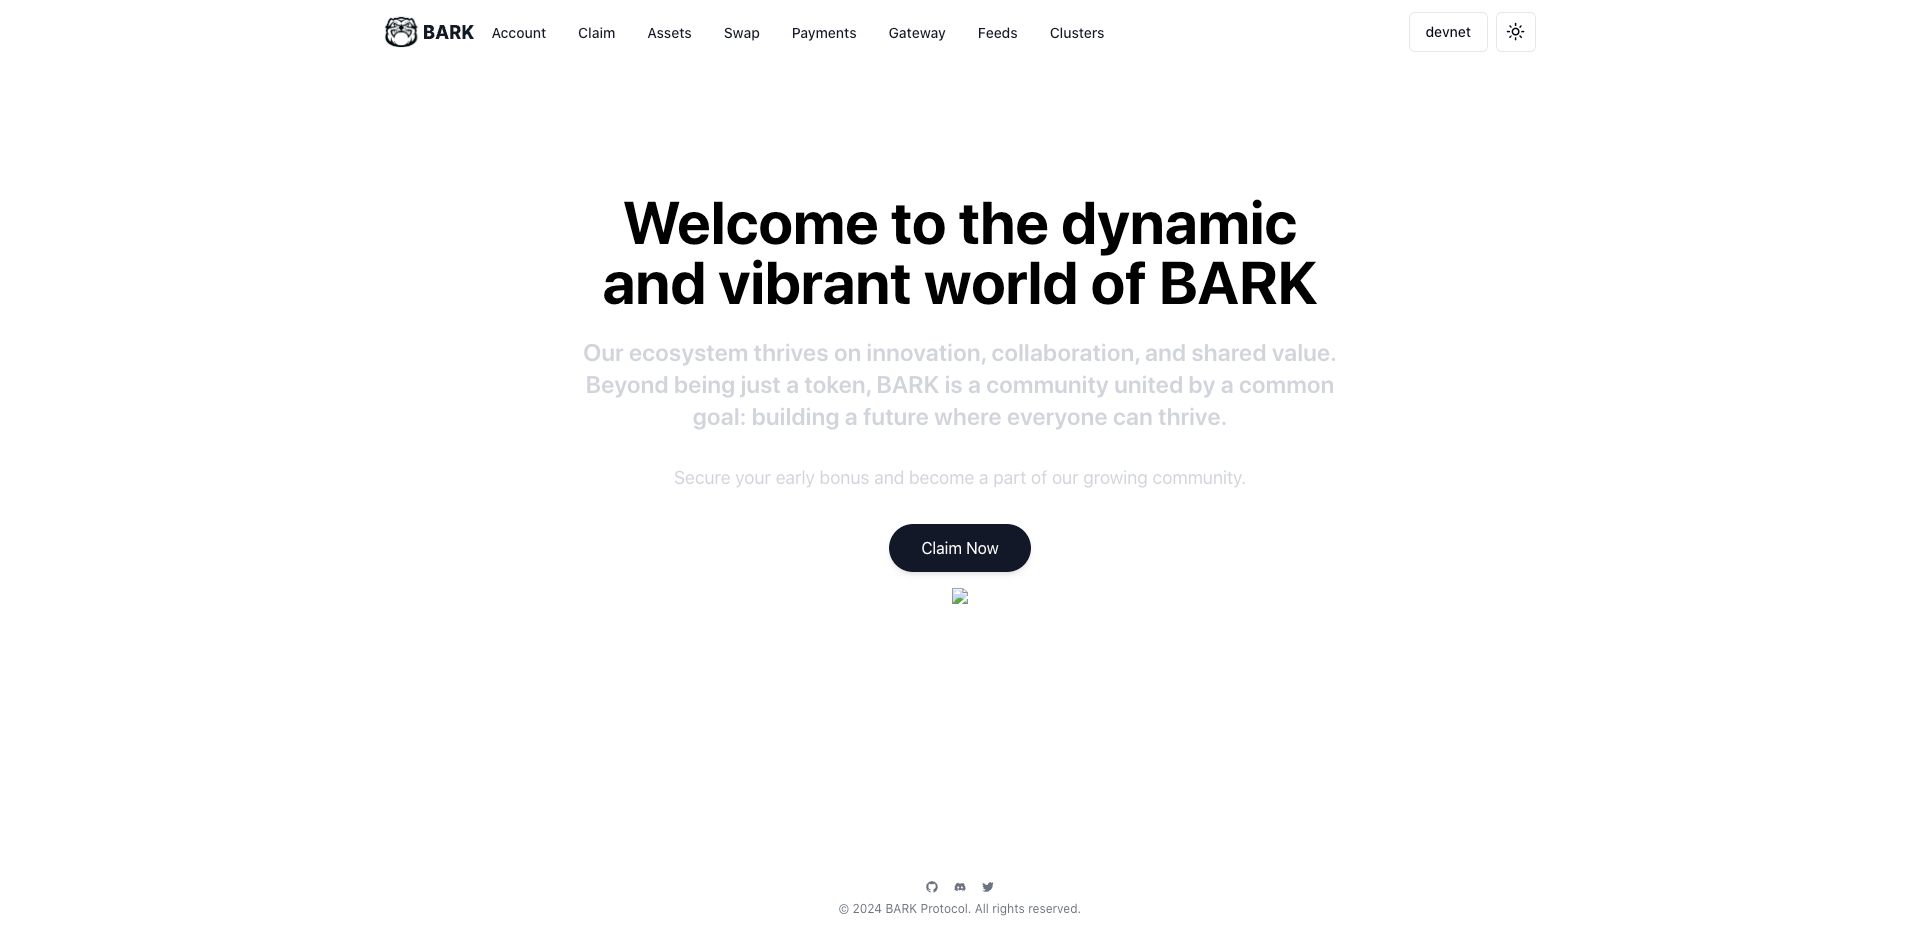 BARK Account Claim Assets Swap Payments Gateway Feeds Clusters devnet
Welcome to the dynamic
and vibrant world of BARK
Our ecosystem thrives on innovation, collaboration, and shared value.
Beyond being just a token, BARK is a community united by a common
goal: building a future where everyone can thrive.
Secure your early bonus and become a part of our growing community.
Claim Now
© 2024 BARK Protocol. All rights reserved.